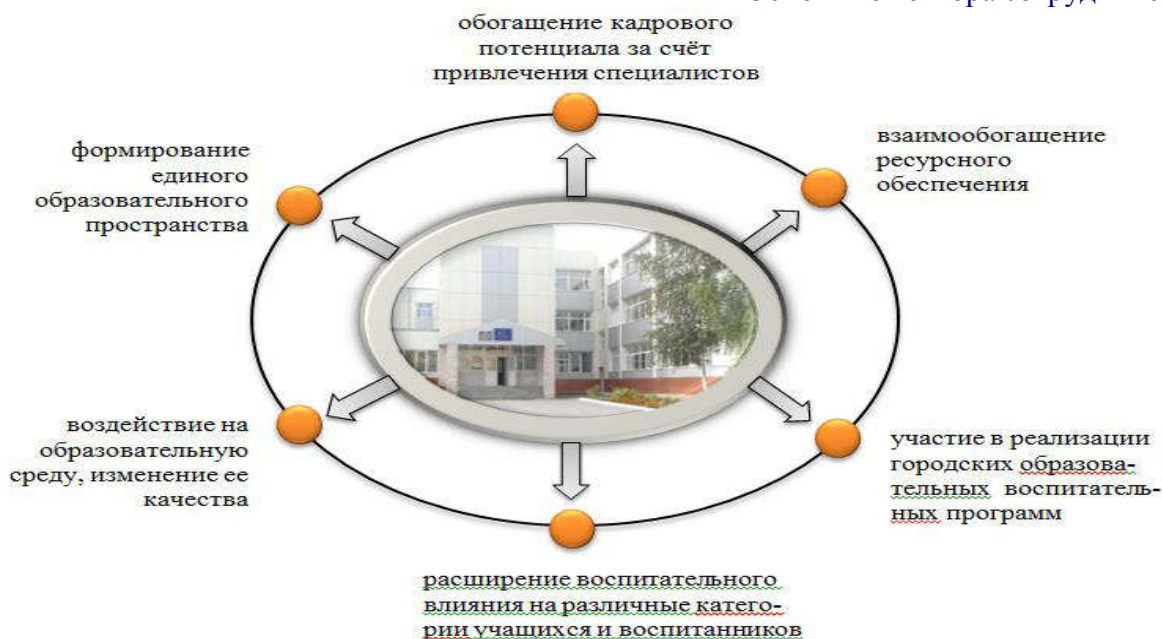 обогащение кадрового
потенциала за счёт
привлечения специалистов
взаимообогащение
ресурсного
обеспечения
формирование
единого
образовательного
пространства
воздействие на
образовательную
среду, изменение ее
качества
участие в реализации
городских образова-
тельных воспитатель-
ных программ
расширение воспитательного
влияния на различные катего-
рии учащихся и воспитанников